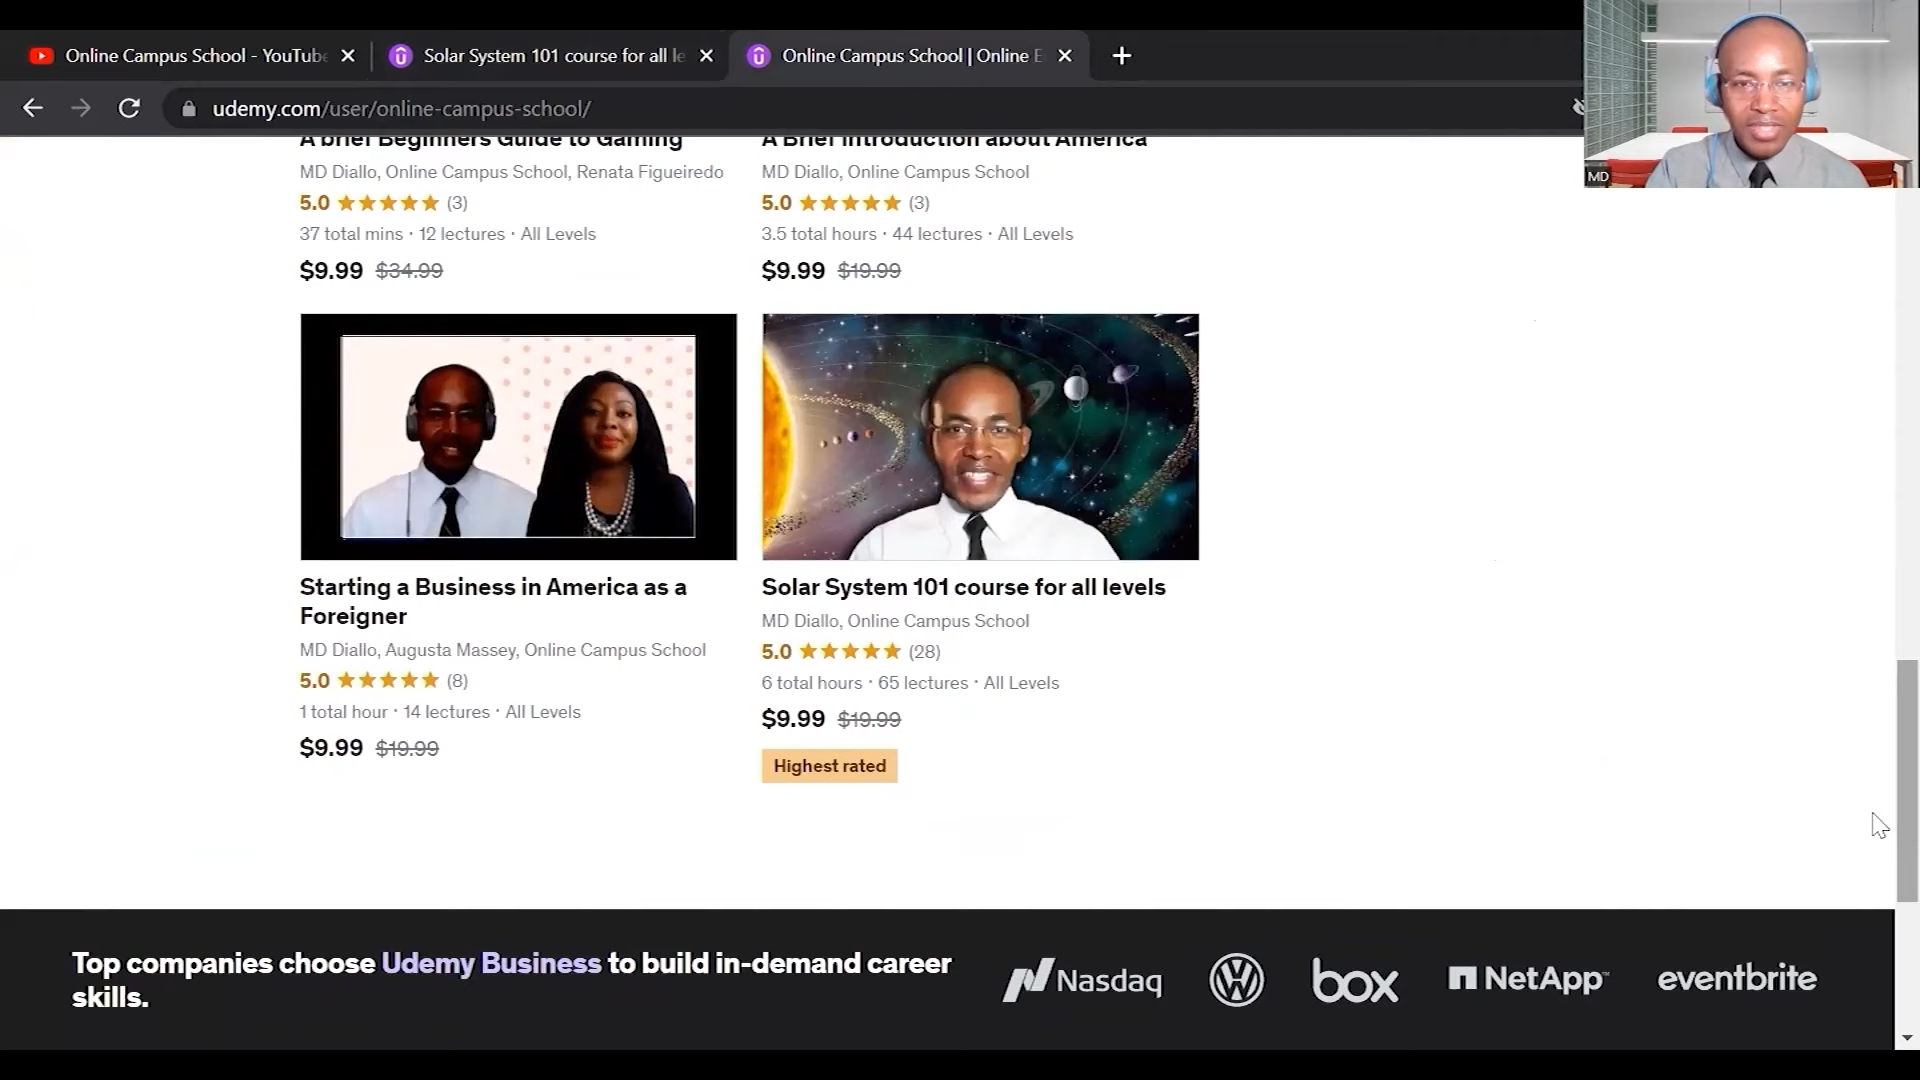 Online Campus School - YouTube
Solar System 101 course for all le
Online Campus School | Online E
udemy.com/user/online-campus-school/
MD
A brief Beginners Guide to Gaming
MD Diallo, Online Campus School, Renata Figueiredo
5.0 (3)
37 total mins · 12 lectures · All Levels
$9.99 $34.99
A Brief Introduction about America
MD Diallo, Online Campus School
5.0 (3)
3.5 total hours · 44 lectures · All Levels
$9.99 $19.99
Starting a Business in America as a
Foreigner
MD Diallo, Augusta Massey, Online Campus School
5.0 (8)
1 total hour · 14 lectures · All Levels
$9.99 $19.99
Solar System 101 course for all levels
MD Diallo, Online Campus School
5.0 (28)
6 total hours · 65 lectures · All Levels
$9.99 $19.99
Highest rated
Top companies choose Udemy Business to build in-demand career
skills.
Nasdaq
box
NetApp
eventbrite